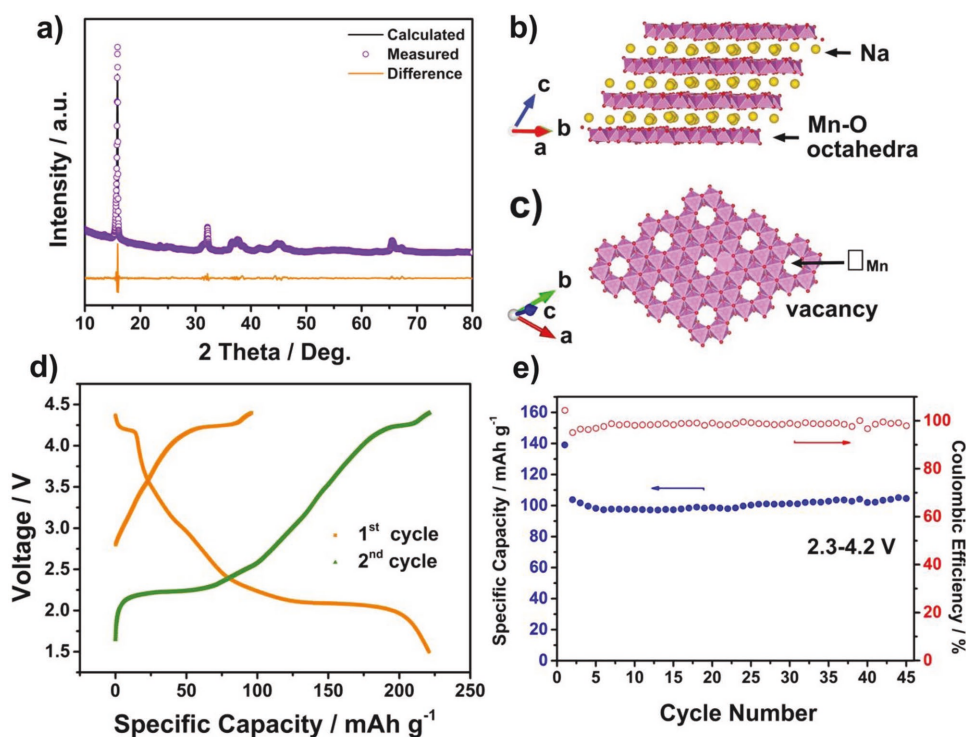 a)
Calculated
Measured
Difference
Intensity / a.u.
10 20 30 40 50 60 70 80
2 Theta / Deg.
b)
Na
c
b
a
Mn-O
octahedra
c)
□Mn
vacancy
b
c
a
d)
4.5
4.0
3.5
3.0
2.5
2.0
1.5
Voltage / V
1st cycle
2nd cycle
0 50 100 150 200 250
Specific Capacity / mAh g-1
e)
160
140
120
100
80
60
40
20
0
Specific Capacity / mAh g-1
2.3-4.2 V
100
80
60
40
20
0
Coulombic Efficiency / %
0 5 10 15 20 25 30 35 40 45
Cycle Number